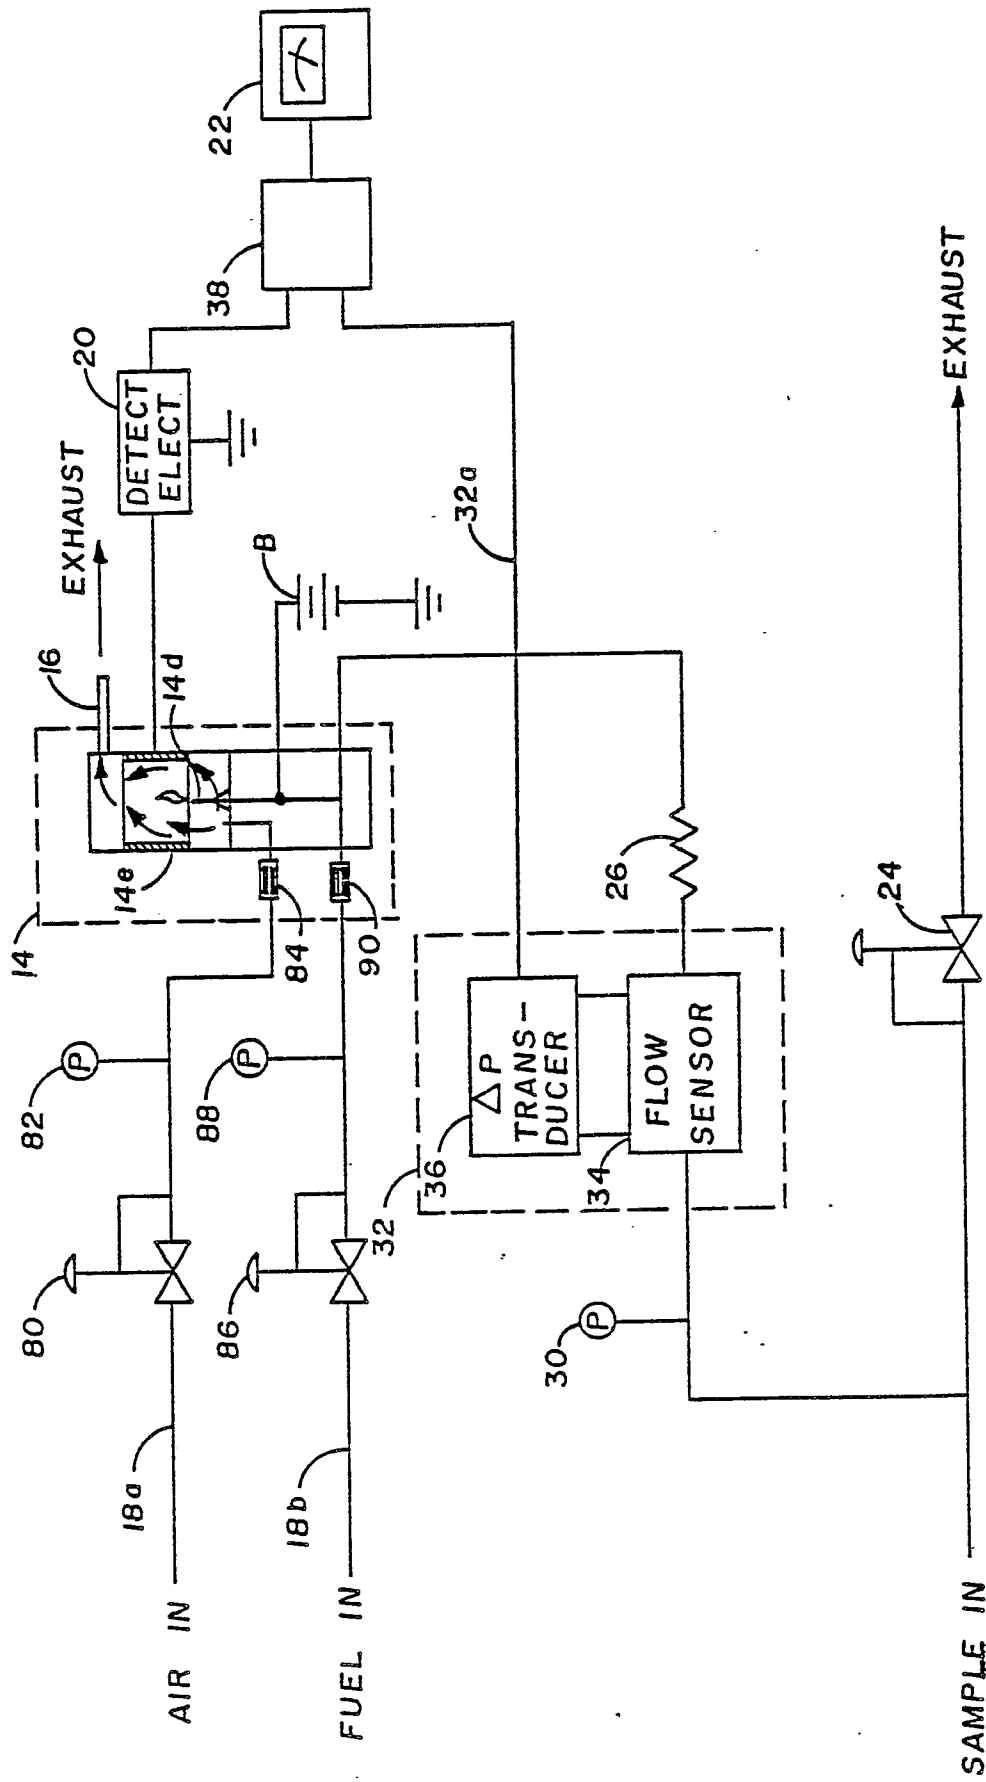 22
38
20
DETECT
ELECT
EXHAUST
16
14d
B
14e
14
84
90
82
P
88
P
80
86
18a
18b
AIR IN
FUEL IN
32a
26
36
Δ P
TRANS-
DUCER
34
FLOW
SENSOR
32
30
P
24
EXHAUST
SAMPLE IN